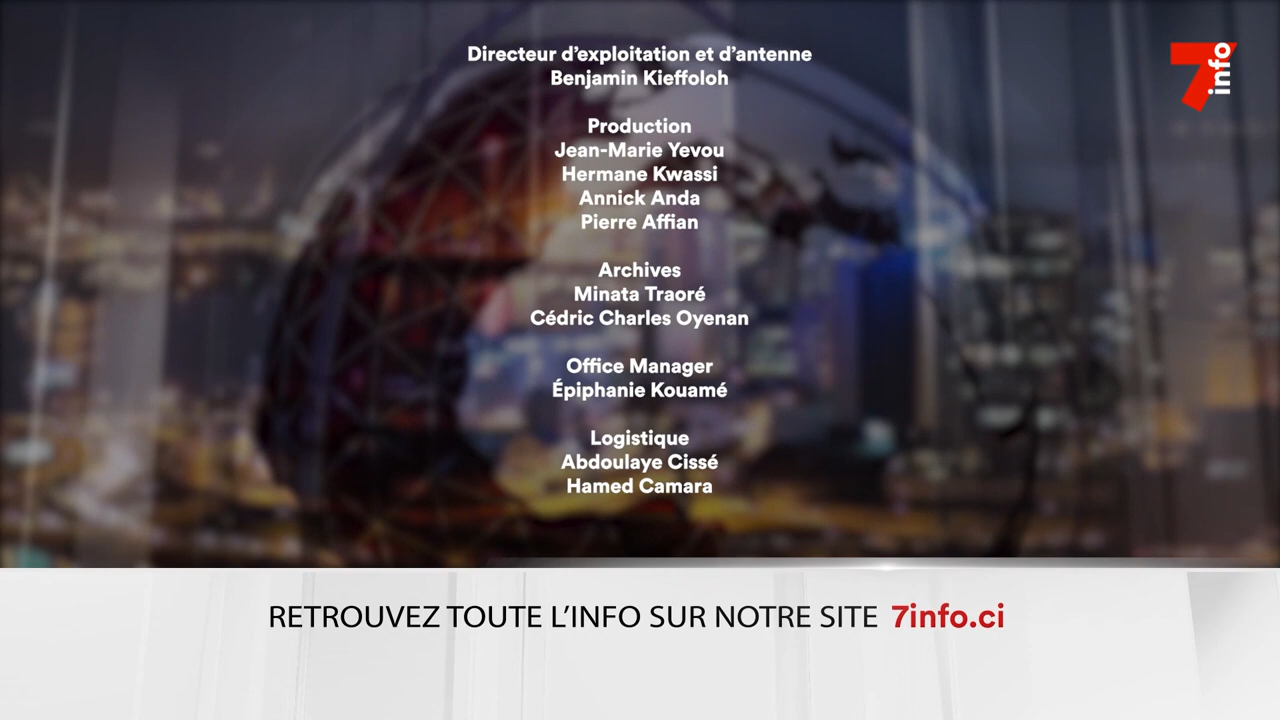 Directeur d'exploitation et d'antenne
Benjamin Kieffoloh
Production
Jean-Marie Yevou
Hermane Kwassi
Annick Anda
Pierre Affian
Archives
Minata Traoré
Cédric Charles Oyenan
Office Manager
Épiphanie Kouamé
Logistique
Abdoulaye Cissé
Hamed Camara
7info
RETROUVEZ TOUTE L'INFO SUR NOTRE SITE 7info.ci